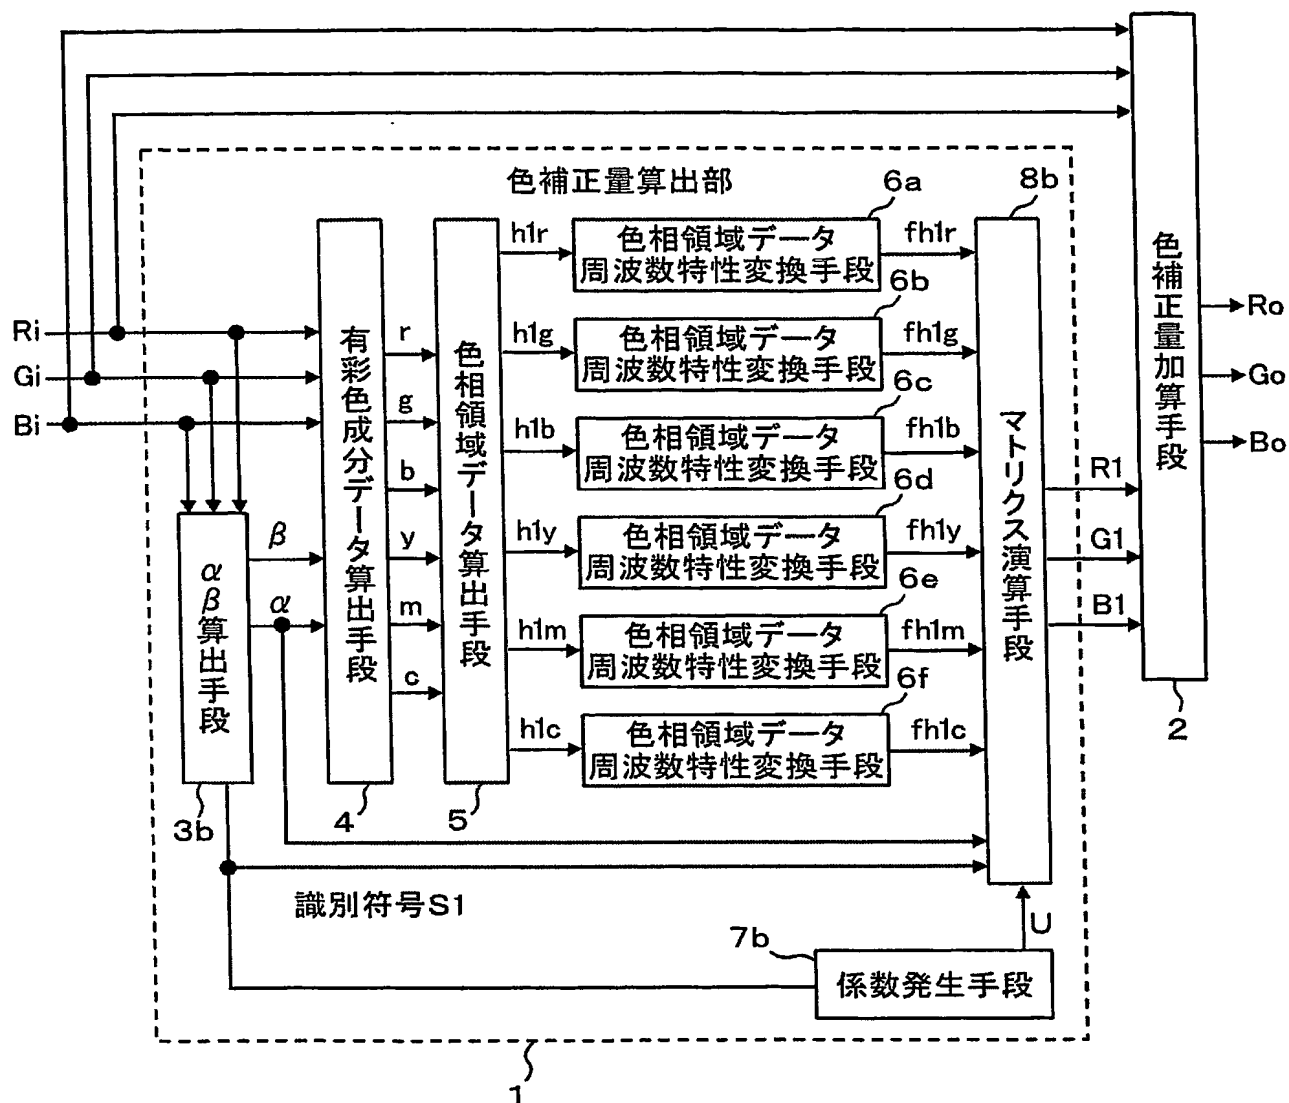 色補正量算出部
6a
8b
h1r
色相領域データ
周波数特性変換手段
fh1r
6b
h1g
色相領域データ
周波数特性変換手段
fh1g
6c
h1b
色相領域データ
周波数特性変換手段
fh1b
6d
h1y
色相領域データ
周波数特性変換手段
fh1y
6e
h1m
色相領域データ
周波数特性変換手段
fh1m
6f
h1c
色相領域データ
周波数特性変換手段
fh1c
Ri
Gi
Bi
r
g
b
y
m
c
β
α
αβ算出手段
3b
有彩色成分データ算出手段
4
色相領域データ算出手段
5
マトリクス演算手段
R1
G1
B1
色補正量加算手段
2
Ro
Go
Bo
識別符号S1
7b
U
係数発生手段
1